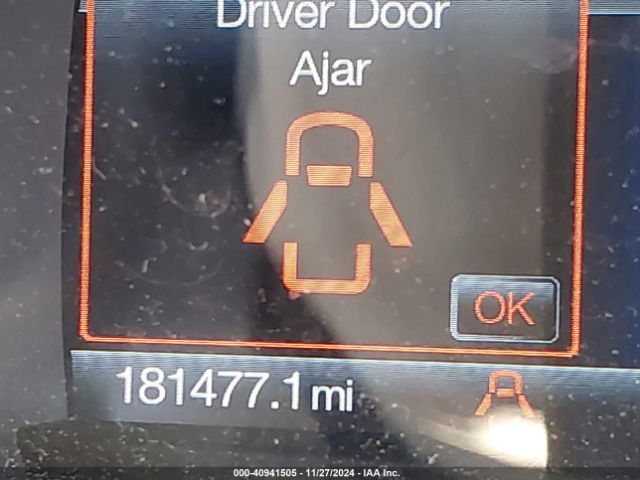 Driver Door
Ajar
OK
181477.1 mi
000-40941505 - 11/27/2024 - IAA Inc.